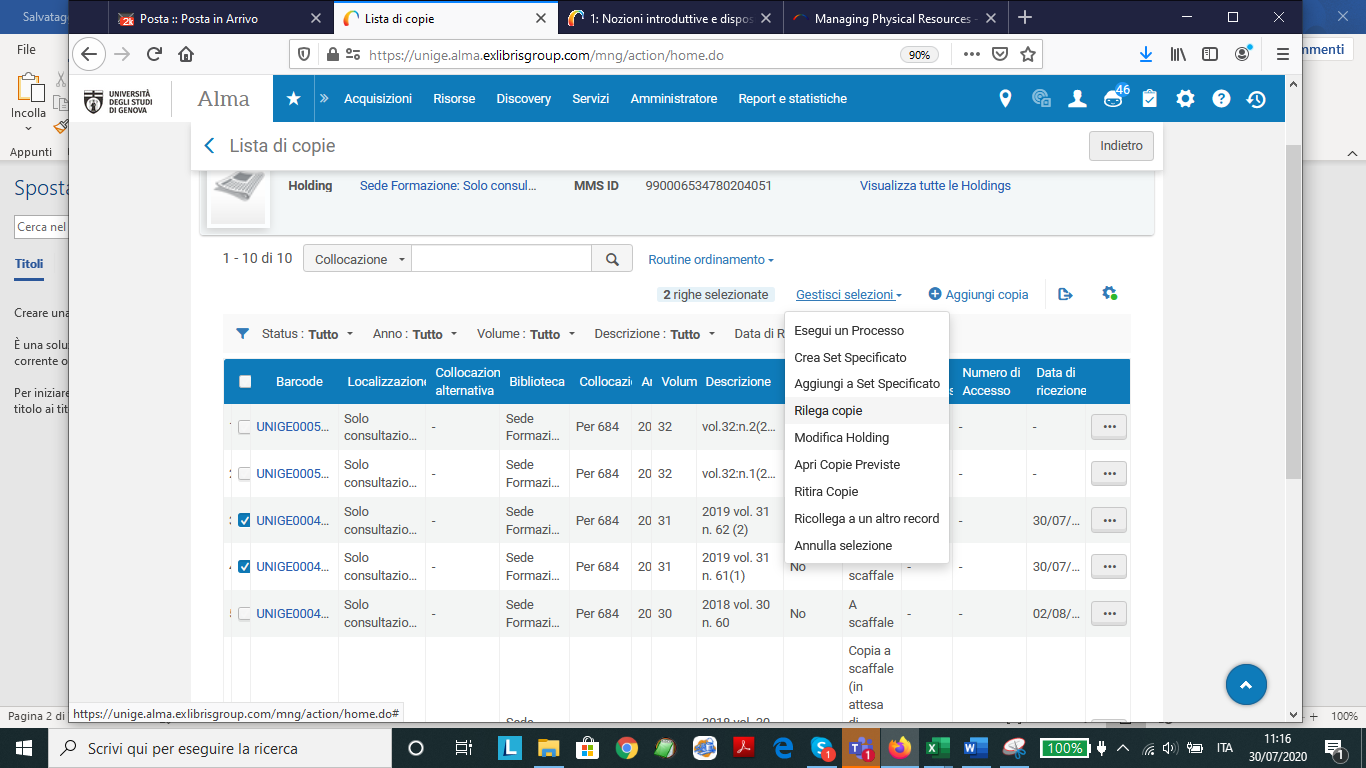 Salvatag
Posta :: Posta in Arrivo
Lista di copie
1: Nozioni introduttive e dispos
Managing Physical Resources -
https://unige.alma.exlibrisgroup.com/mng/action/home.do
90%
File
mmenti
Incolla
Appunti
UNIVERSITÀ
DEGLI STUDI
DI GENOVA
Alma
Acquisizioni
Risorse
Discovery
Servizi
Amministratore
Report e statistiche
46
Lista di copie
Indietro
Sposta
Cerca nel
Titoli
Creare una
È una solu
corrente o
Per iniziare
titolo ai tit
Holding
Sede Formazione: Solo consul...
MMS ID
990006534780204051
Visualizza tutte le Holdings
1 - 10 di 10
Collocazione
Routine ordinamento
2 righe selezionate
Gestisci selezioni
Aggiungi copia
Status : Tutto
Anno : Tutto
Volume : Tutto
Descrizione : Tutto
Data di R
Esegui un Processo
Crea Set Specificato
Aggiungi a Set Specificato
Rilega copie
Modifica Holding
Apri Copie Previste
Ritira Copie
Ricollega a un altro record
Annulla selezione
Barcode
Localizzazione
Collocazion
alternativa
Biblioteca
Collocazi
Volum
Descrizione
Numero di
Accesso
Data di
ricezione
UNIGE0005...
Solo
consultazio...
-
Sede
Formazi...
Per 684
20
32
vol.32:n.2(2...
-
-
UNIGE0005...
Solo
consultazio...
-
Sede
Formazi...
Per 684
20
32
vol.32:n.1(2...
-
-
UNIGE0004...
Solo
consultazio...
-
Sede
Formazi...
Per 684
20
31
2019 vol. 31
n. 62 (2)
-
30/07/...
UNIGE0004...
Solo
consultazio...
-
Sede
Formazi...
Per 684
20
31
2019 vol. 31
n. 61(1)
No
scaffale
-
-
30/07/...
UNIGE0004...
Solo
consultazio...
-
Sede
Formazi...
Per 684
20
30
2018 vol. 30
n. 60
No
A
scaffale
-
-
02/08/...
Copia a
scaffale
(in
attesa
di
https://unige.alma.exlibrisgroup.com/mng/action/home.do#
Pagina 2 di
100%
Scrivi qui per eseguire la ricerca
100%
ITA
11:16
30/07/2020